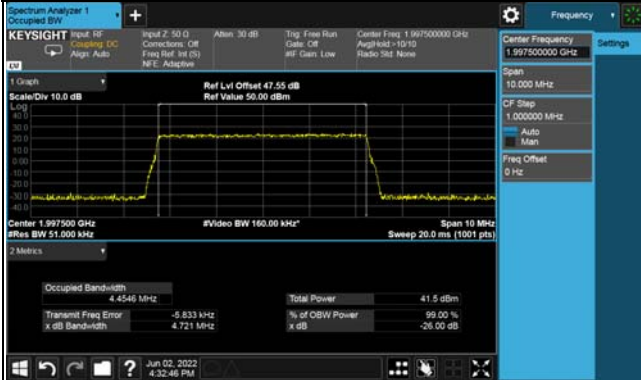 Spectrum Analyzer 1
Occupied BW
Frequency
KEYSIGHT
Input: RF
Coupling: DC
Align: Auto
Input Z: 50 Ω
Corrections: Off
Freq Ref: Int (S)
NFE: Adaptive
Atten: 30 dB
Trig: Free Run
Gate: Off
#IF Gain: Low
Center Freq: 1.997500000 GHz
Avg|Hold:>10/10
Radio Std: None
Center Frequency
1.997500000 GHz
Settings
Span
10.000 MHz
CF Step
1.000000 MHz
Auto
Man
Freq Offset
0 Hz
LVI
1 Graph
Scale/Div 10.0 dB
Ref Lvl Offset 47.55 dB
Ref Value 50.00 dBm
Log
40.0
30.0
20.0
10.0
0.00
-10.0
-20.0
-30.0
-40.0
Center 1.997500 GHz
#Res BW 51.000 kHz
#Video BW 160.00 kHz*
Span 10 MHz
Sweep 20.0 ms (1001 pts)
2 Metrics
Occupied Bandwidth
4.4546 MHz
Total Power
41.5 dBm
Transmit Freq Error
-5.833 kHz
% of OBW Power
99.00 %
x dB Bandwidth
4.721 MHz
x dB
-26.00 dB
?
Jun 02, 2022
4:32:46 PM